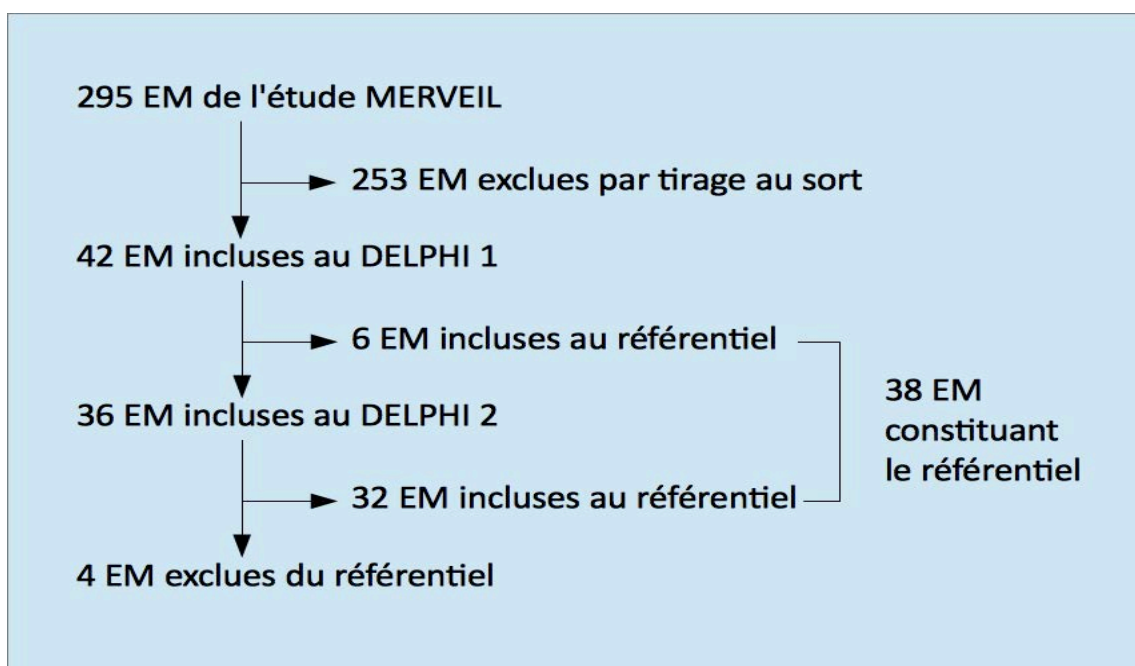 295 EM de l'étude MERVEIL
253 EM exclues par tirage au sort
42 EM incluses au DELPHI 1
6 EM incluses au référentiel
36 EM incluses au DELPHI 2
38 EM
constituant
le référentiel
32 EM incluses au référentiel
4 EM exclues du référentiel